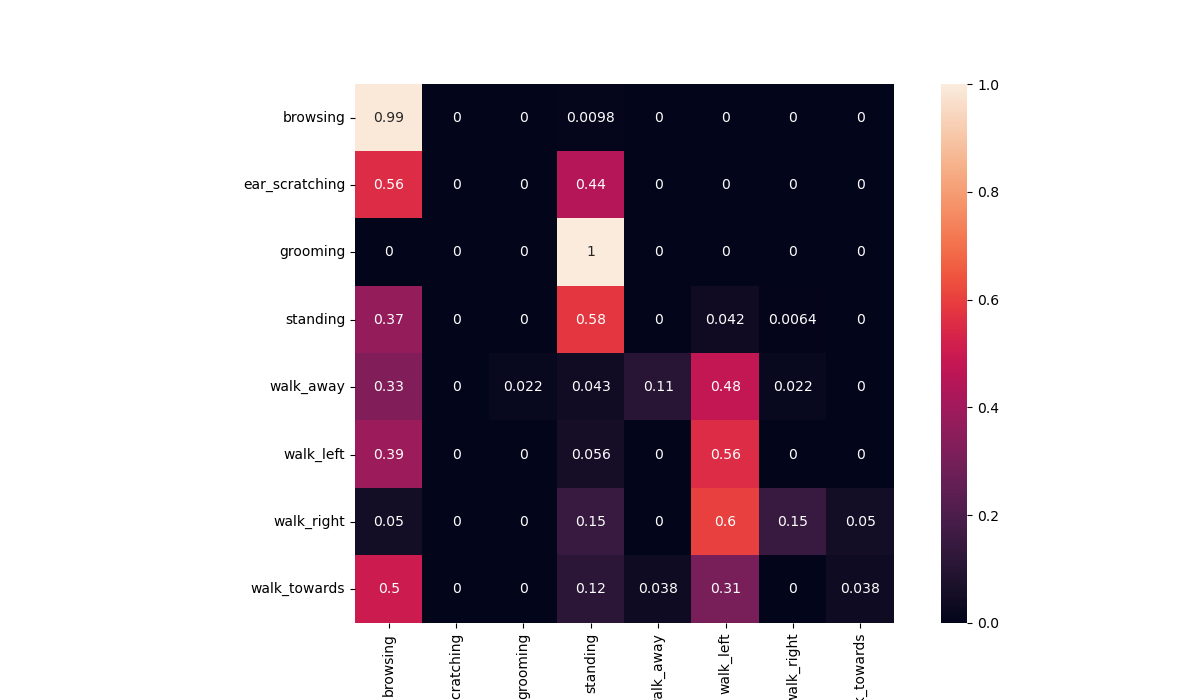 browsing 0.99 0 0 0.0098 0 0 0 0
ear_scratching 0.56 0 0 0.44 0 0 0 0
grooming 0 0 0 1 0 0 0 0
standing 0.37 0 0 0.58 0 0.042 0.0064 0
walk_away 0.33 0 0.022 0.043 0.11 0.48 0.022 0
walk_left 0.39 0 0 0.056 0 0.56 0 0
walk_right 0.05 0 0 0.15 0 0.6 0.15 0.05
walk_towards 0.5 0 0 0.12 0.038 0.31 0 0.038
browsing
cratching
grooming
standing
alk_away
walk_left
walk_right
k_towards
1.0
0.8
0.6
0.4
0.2
0.0